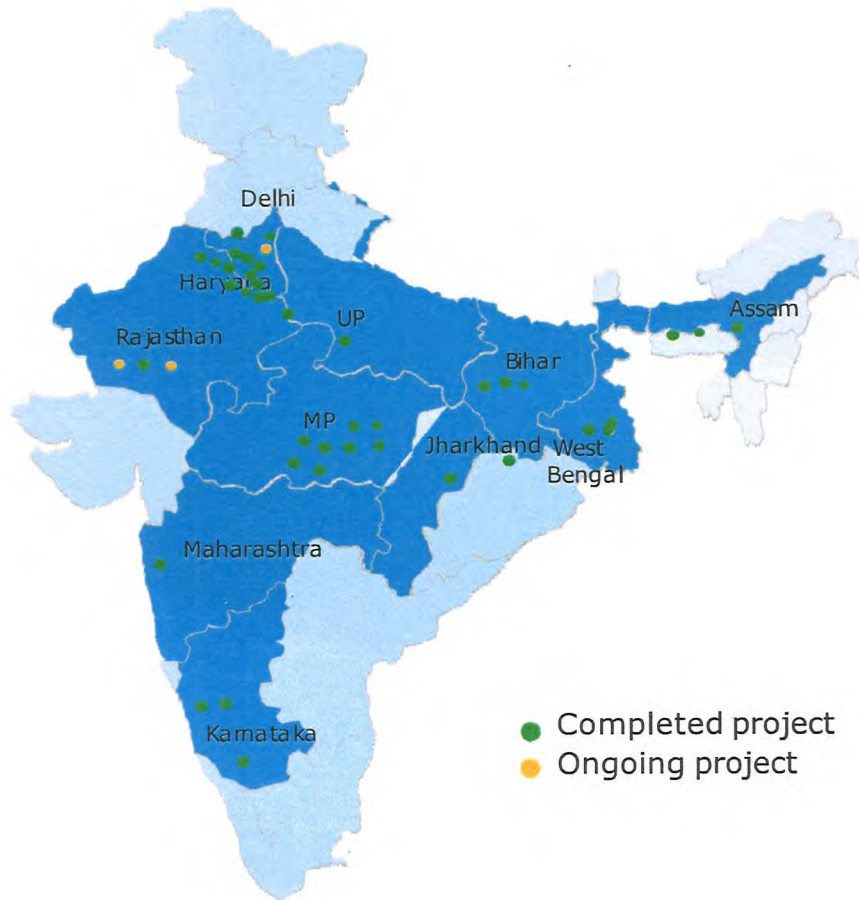 Delhi
Haryana
UP
Rajasthan
Assam
Bihar
MP
Jharkhand
West
Bengal
Maharashtra
Karnataka
Completed project
Ongoing project